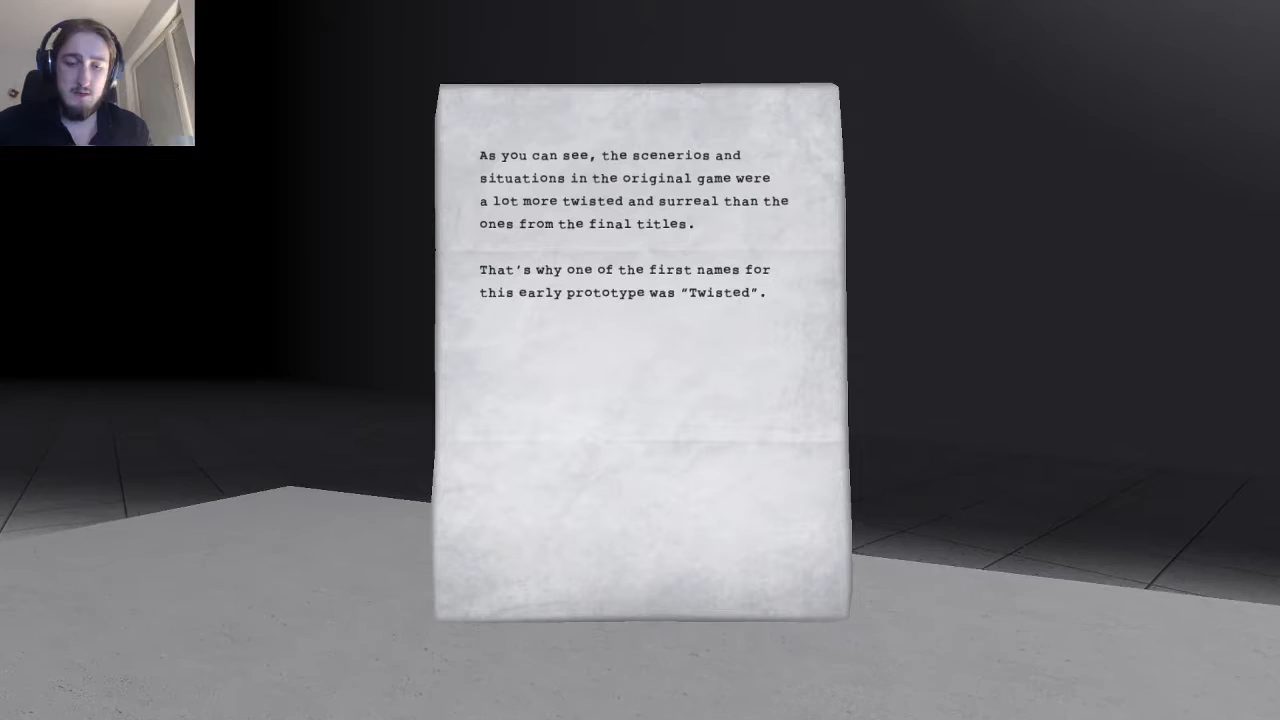 As you can see, the scenerios and
situations in the original game were
a lot more twisted and surreal than the
ones from the final titles.
That's why one of the first names for
this early prototype was “Twisted”.